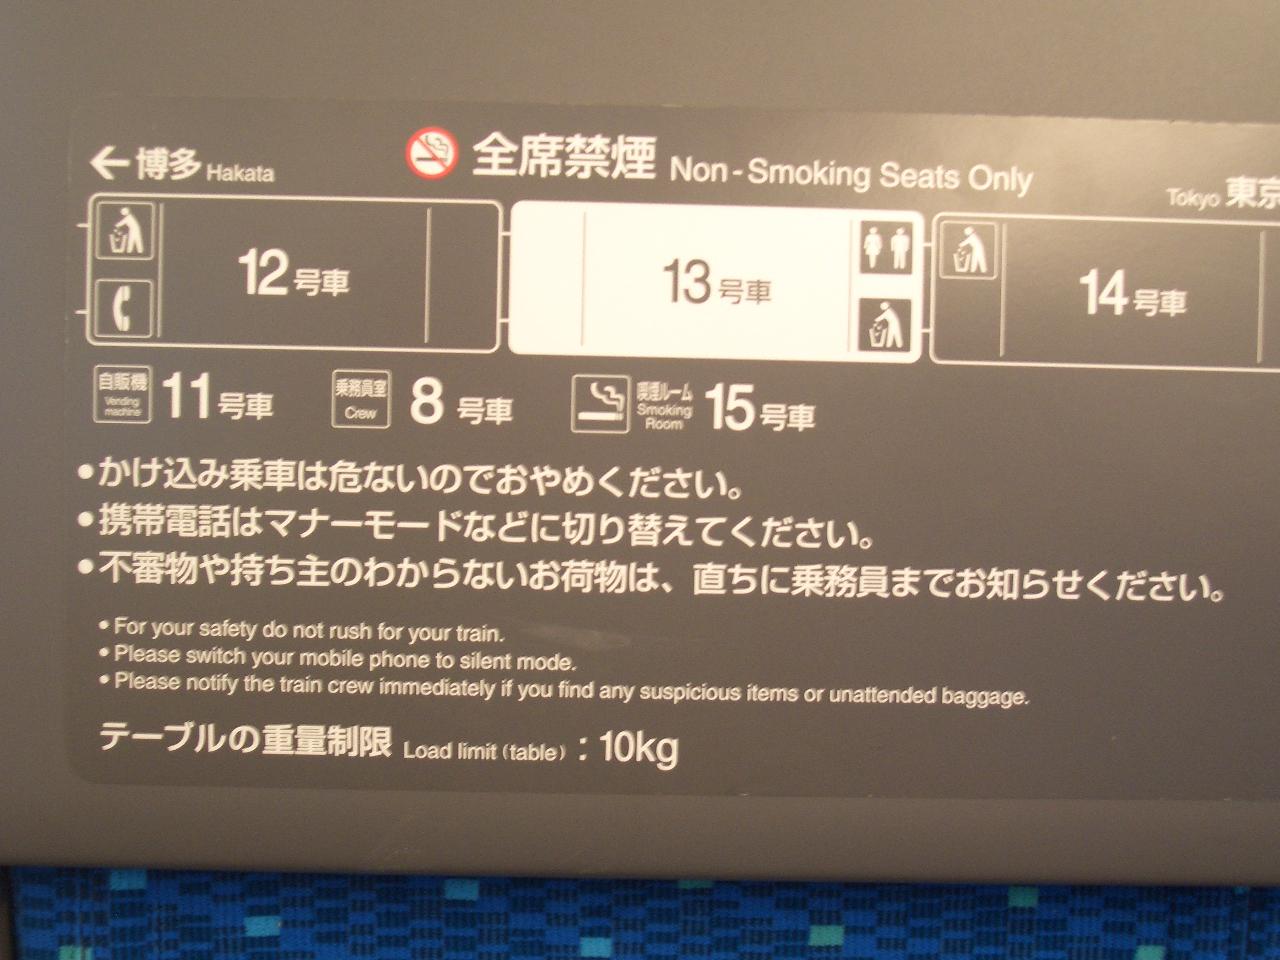 ←博多 Hakata
全席禁煙 Non-Smoking Seats Only
Tokyo 東京
12号車
13号車
14号車
自販機 Vending machine 11号車
乗務員室 Crew 8号車
喫煙ルーム Smoking Room 15号車
●かけ込み乗車は危ないのでおやめください。
●携帯電話はマナーモードなどに切り替えてください。
●不審物や持ち主のわからないお荷物は、直ちに乗務員までお知らせください。
•For your safety do not rush for your train.
•Please switch your mobile phone to silent mode.
•Please notify the train crew immediately if you find any suspicious items or unattended baggage.
テーブルの重量制限 Load limit (table) : 10kg